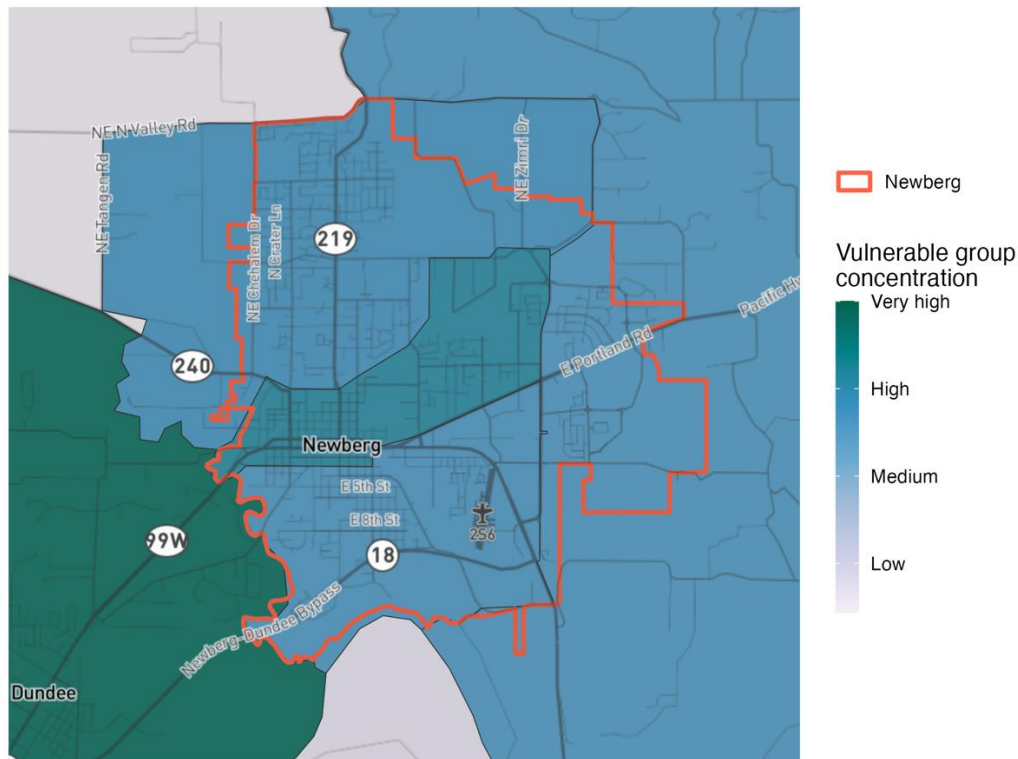 NE N Valley Rd
NE Tangen Rd
NE Zimri Dr
NE Chehalem Dr
N Crater Ln
219
Pacific Hw
E Portland Rd
240
Newberg
E 5th St
E 8th St
2S6
99W
18
Newberg-Dundee Bypass
Dundee
Newberg
Vulnerable group
concentration
Very high
High
Medium
Low